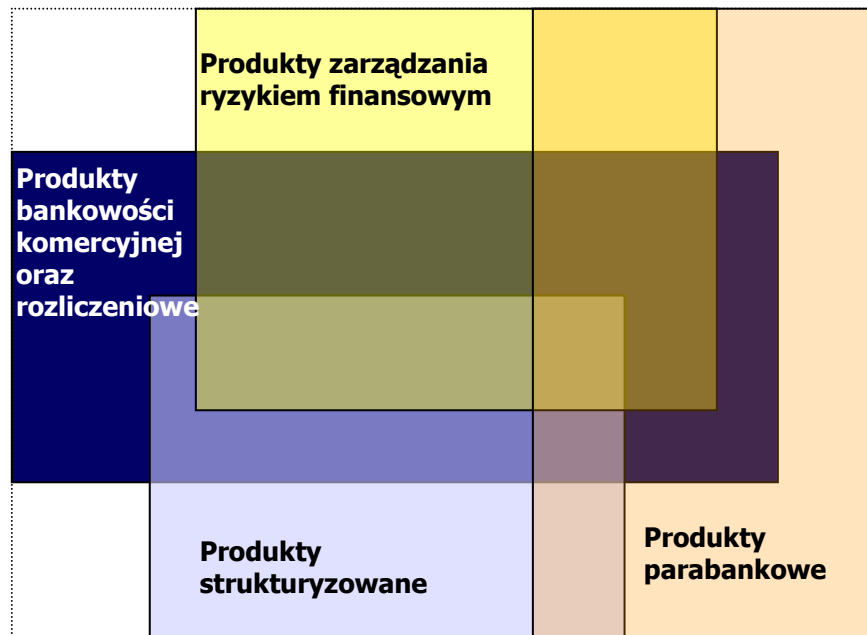 Produkty zarządzania
ryzykiem finansowym
Produkty
bankowości
komercyjnej
oraz
rozliczeniowe
Produkty
strukturyzowane
Produkty
parabankowe